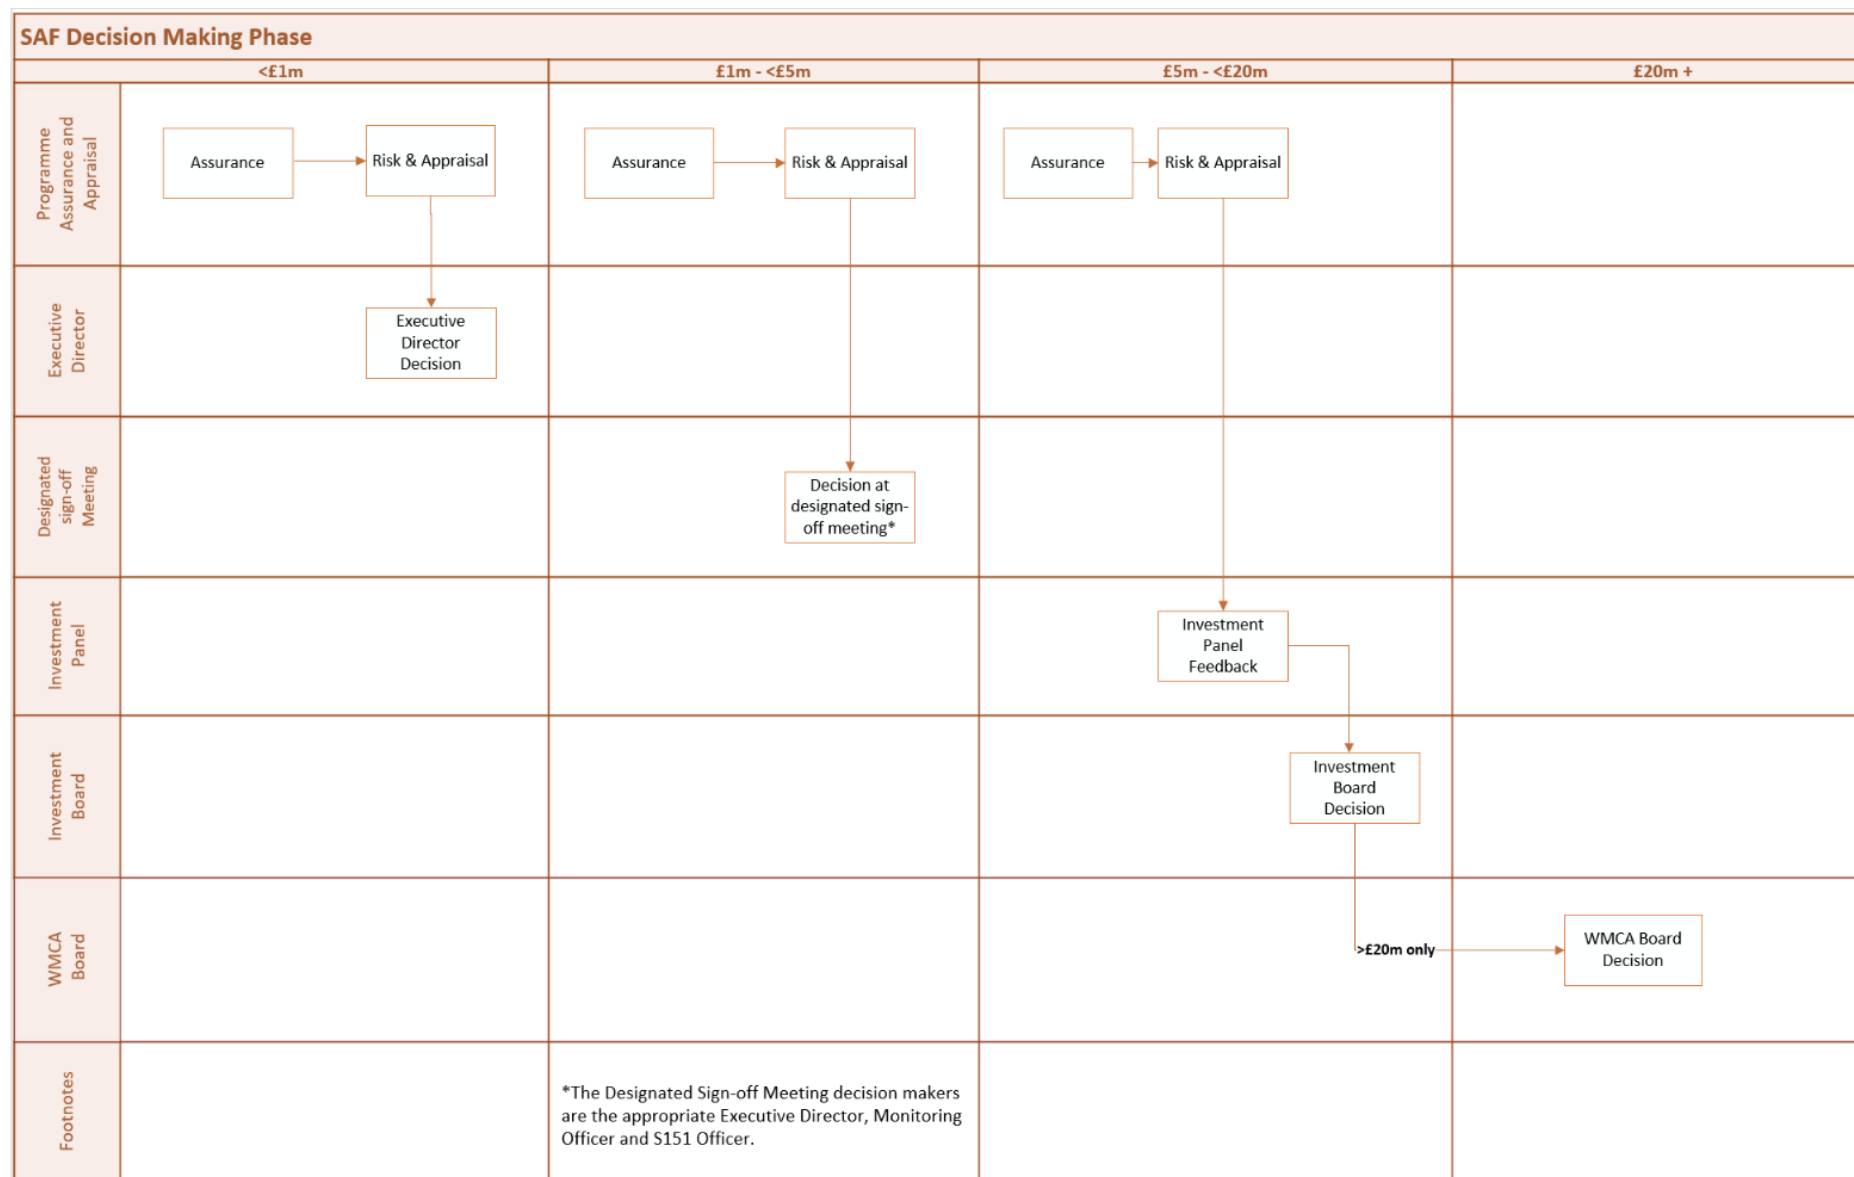 SAF Decision Making Phase
<£1m
£1m - <£5m
£5m - <£20m
£20m +
Programme
Assurance and
Appraisal
Assurance
Risk & Appraisal
Assurance
Risk & Appraisal
Assurance
Risk & Appraisal
Executive
Director
Executive
Director
Decision
Designated
sign-off
Meeting
Decision at
designated sign-
off meeting*
Investment
Panel
Investment
Panel
Feedback
Investment
Board
Investment
Board
Decision
WMCA
Board
>£20m only
WMCA Board
Decision
Footnotes
*The Designated Sign-off Meeting decision makers
are the appropriate Executive Director, Monitoring
Officer and S151 Officer.